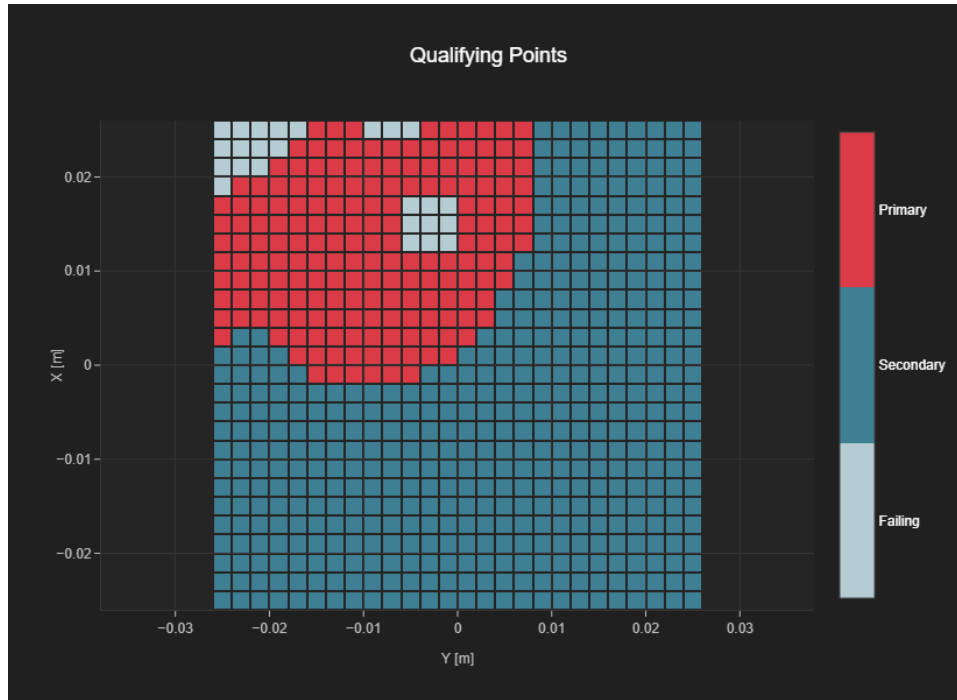 Qualifying Points
0.02
0.01
0
−0.01
−0.02
X [m]
−0.03
−0.02
−0.01
0
0.01
0.02
0.03
Y [m]
Primary
Secondary
Failing